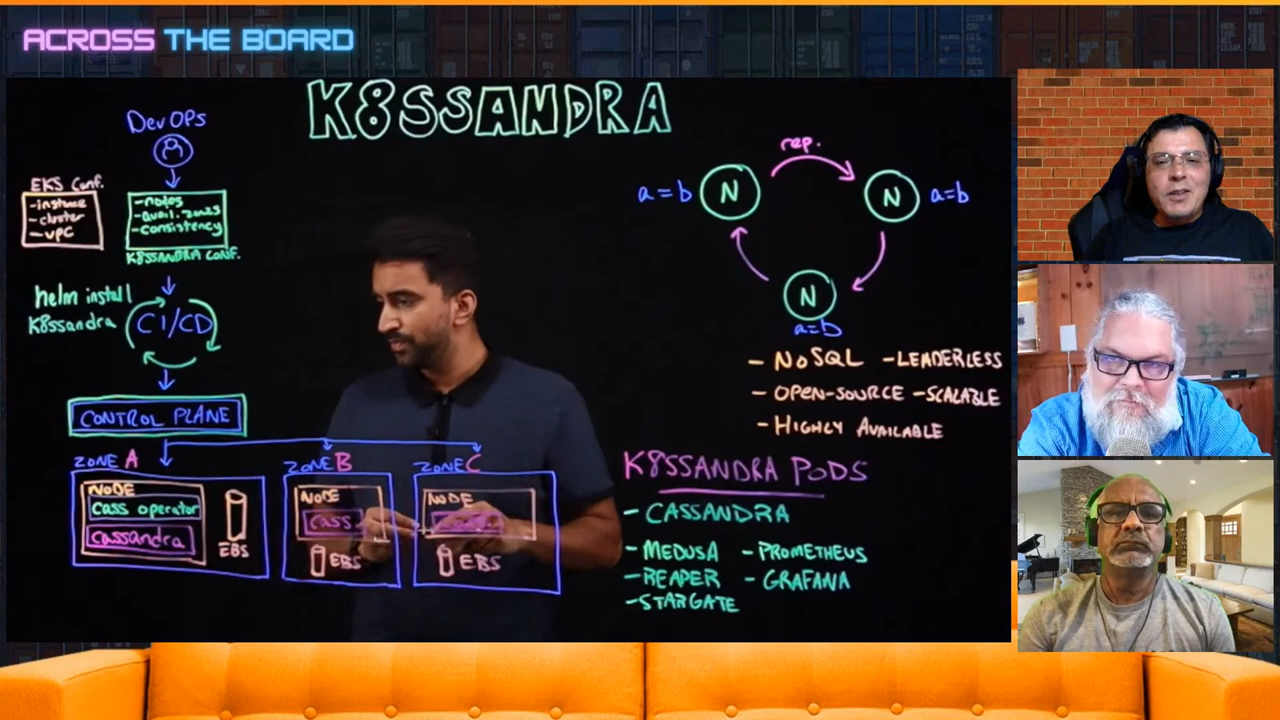 ACROSS THE BOARD
K8SSANDRA
DevOps
EKS Conf.
-instance
-cluster
-vpc
-nodes
-avail. zones
-consistency
K8SSANDRA CONF.
helm install
k8ssandra
CI/CD
CONTROL PLANE
ZONE A
NODE
Cass operator
cassandra
EBS
ZONE B
NODE
Cass
EBS
ZONE C
NODE
EBS
rep.
a=b
N
N
a=b
N
a=b
- NoSQL - LEADERLESS
- OPEN-SOURCE - SCALABLE
- HIGHLY AVAILABLE
K8SSANDRA PODS
- CASSANDRA
- MEDUSA - PROMETHEUS
- REAPER - GRAFANA
- STARGATE